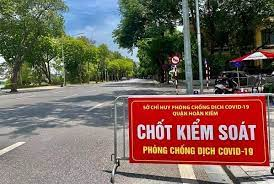 SỞ CHỈ HUY PHÒNG CHỐNG DỊCH COVID-19
QUẬN HOÀN KIẾM
CHỐT KIỂM SOÁT
PHÒNG CHỐNG DỊCH COVID-19